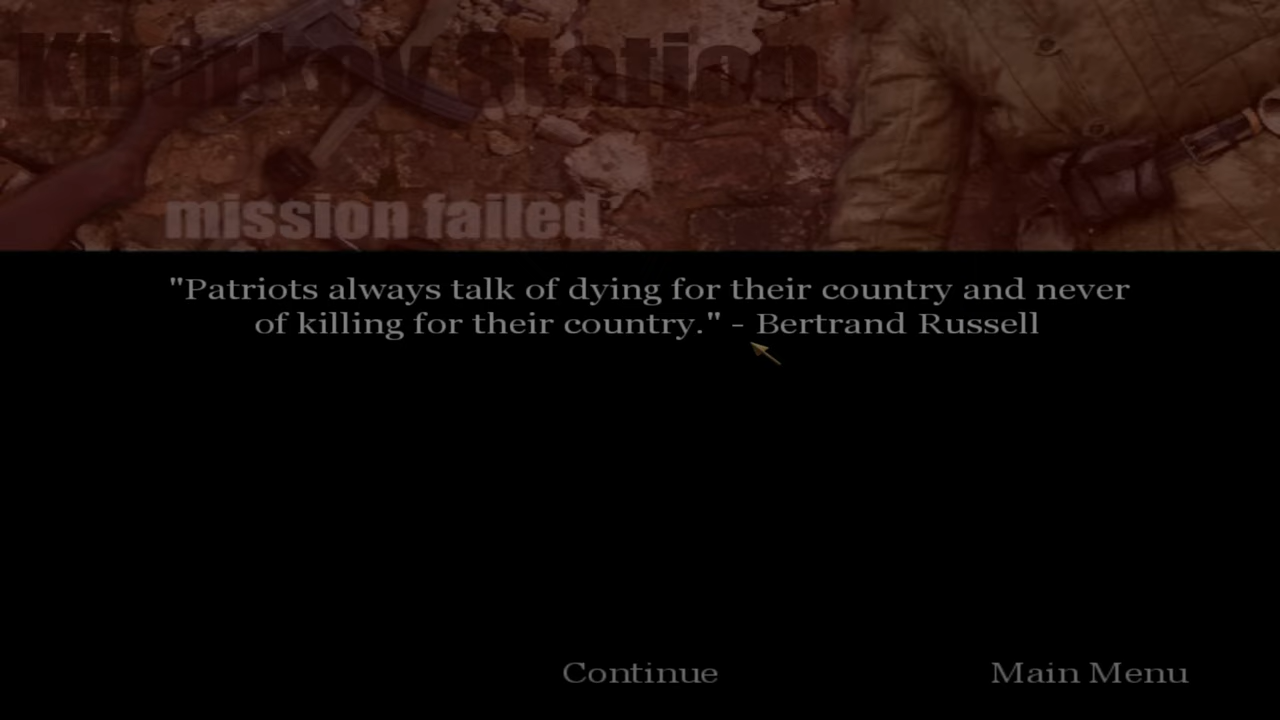 Kharkov Station
mission failed
"Patriots always talk of dying for their country and never
of killing for their country." - Bertrand Russell
Continue
Main Menu